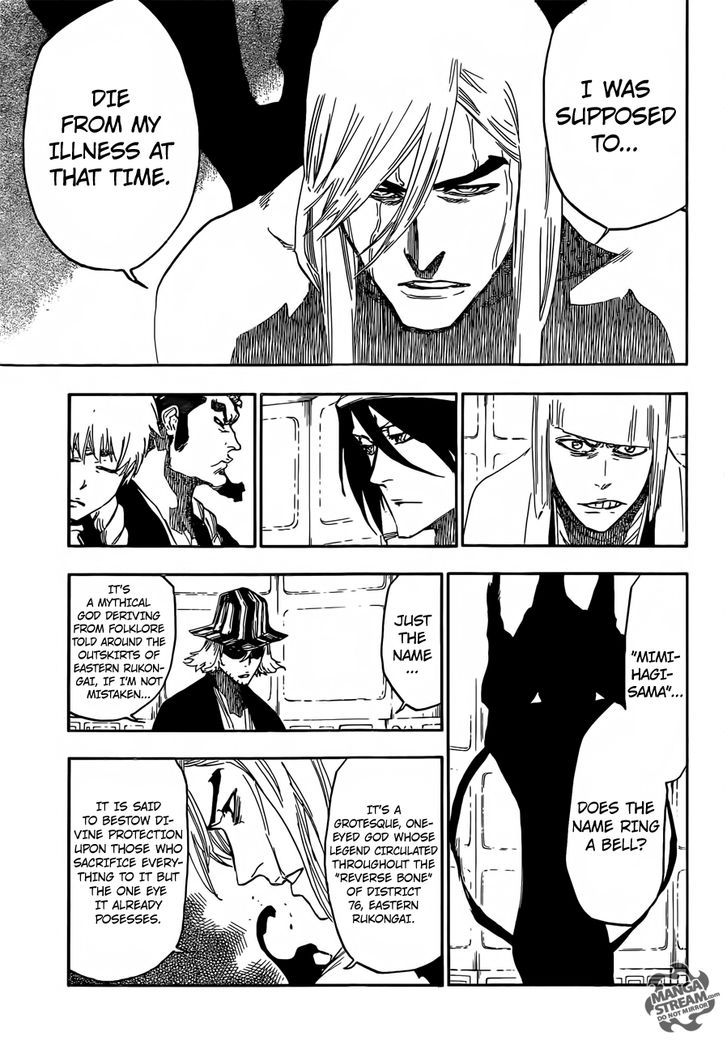 I WAS
SUPPOSED
TO...
DIE
FROM MY
ILLNESS AT
THAT TIME.
"MIMI-
HAGI-
SAMA"...
DOES THE
NAME RING
A BELL?
JUST
THE
NAME
...
IT'S
A MYTHICAL
GOD DERIVING
FROM FOLKLORE
TOLD AROUND THE
OUTSKIRTS OF
EASTERN RUKON-
GAI, IF I'M NOT
MISTAKEN...
IT'S A
GROTESQUE, ONE-
EYED GOD WHOSE
LEGEND CIRCULATED
THROUGHOUT THE
"REVERSE BONE"
OF DISTRICT
76, EASTERN
RUKONGAI.
IT IS SAID
TO BESTOW DI-
VINE PROTECTION
UPON THOSE WHO
SACRIFICE EVERY-
THING TO IT BUT
THE ONE EYE
IT ALREADY
POSESSES.
MANGA
STREAM.com
DO NOT MIRROR